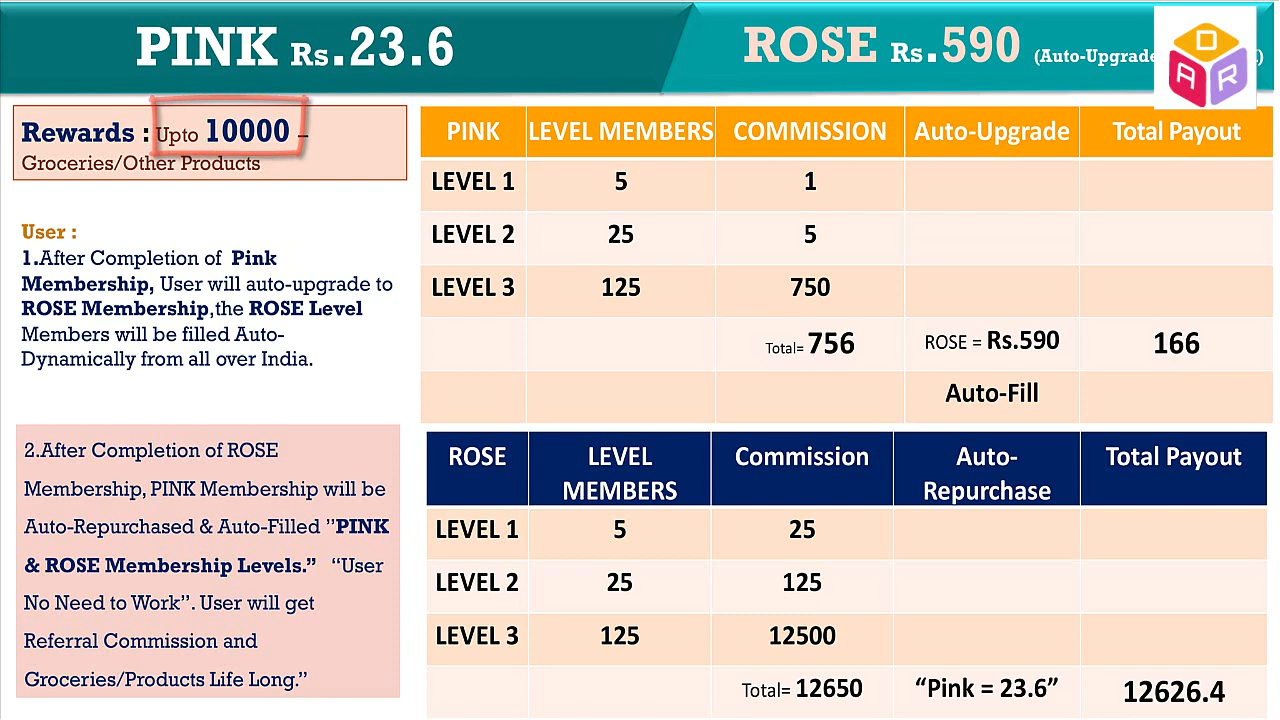 PINK Rs.23.6
ROSE Rs.590 (Auto-Upgrade
O
A R
Rewards : Upto 10000 –
Groceries/Other Products
User :
1.After Completion of Pink
Membership, User will auto-upgrade to
ROSE Membership,the ROSE Level
Members will be filled Auto-
Dynamically from all over India.
2.After Completion of ROSE
Membership, PINK Membership will be
Auto-Repurchased & Auto-Filled ”PINK
& ROSE Membership Levels.” “User
No Need to Work”. User will get
Referral Commission and
Groceries/Products Life Long.”
PINK LEVEL MEMBERS COMMISSION Auto-Upgrade Total Payout
LEVEL 1 5 1
LEVEL 2 25 5
LEVEL 3 125 750
Total= 756 ROSE = Rs.590 166
Auto-Fill
ROSE LEVEL MEMBERS Commission Auto-Repurchase Total Payout
LEVEL 1 5 25
LEVEL 2 25 125
LEVEL 3 125 12500
Total= 12650 “Pink = 23.6” 12626.4